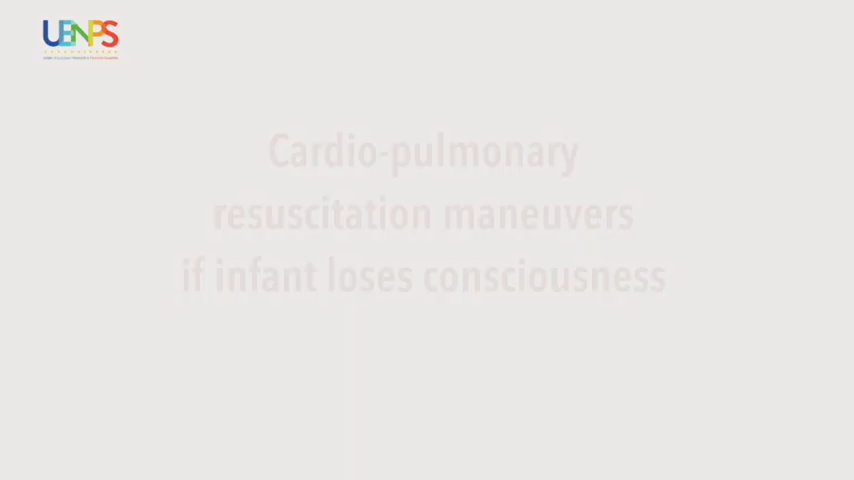 UENPS
Cardio-pulmonary
resuscitation maneuvers
if infant loses consciousness